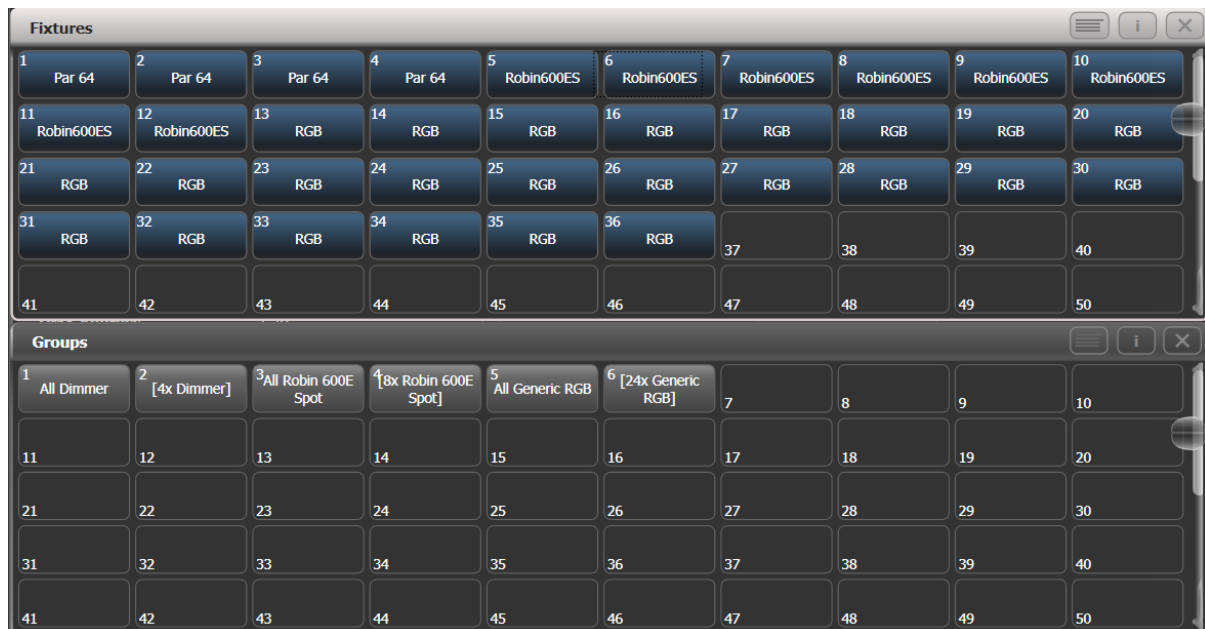 Fixtures
i
1 Par 64
2 Par 64
3 Par 64
4 Par 64
5 Robin600ES
6 Robin600ES
7 Robin600ES
8 Robin600ES
9 Robin600ES
10 Robin600ES
11 Robin600ES
12 Robin600ES
13 RGB
14 RGB
15 RGB
16 RGB
17 RGB
18 RGB
19 RGB
20 RGB
21 RGB
22 RGB
23 RGB
24 RGB
25 RGB
26 RGB
27 RGB
28 RGB
29 RGB
30 RGB
31 RGB
32 RGB
33 RGB
34 RGB
35 RGB
36 RGB
37
38
39
40
41
42
43
44
45
46
47
48
49
50
Groups
i
1 All Dimmer
2 [4x Dimmer]
3 All Robin 600E
Spot
4 [8x Robin 600E
Spot]
5 All Generic RGB
6 [24x Generic
RGB]
7
8
9
10
11
12
13
14
15
16
17
18
19
20
21
22
23
24
25
26
27
28
29
30
31
32
33
34
35
36
37
38
39
40
41
42
43
44
45
46
47
48
49
50